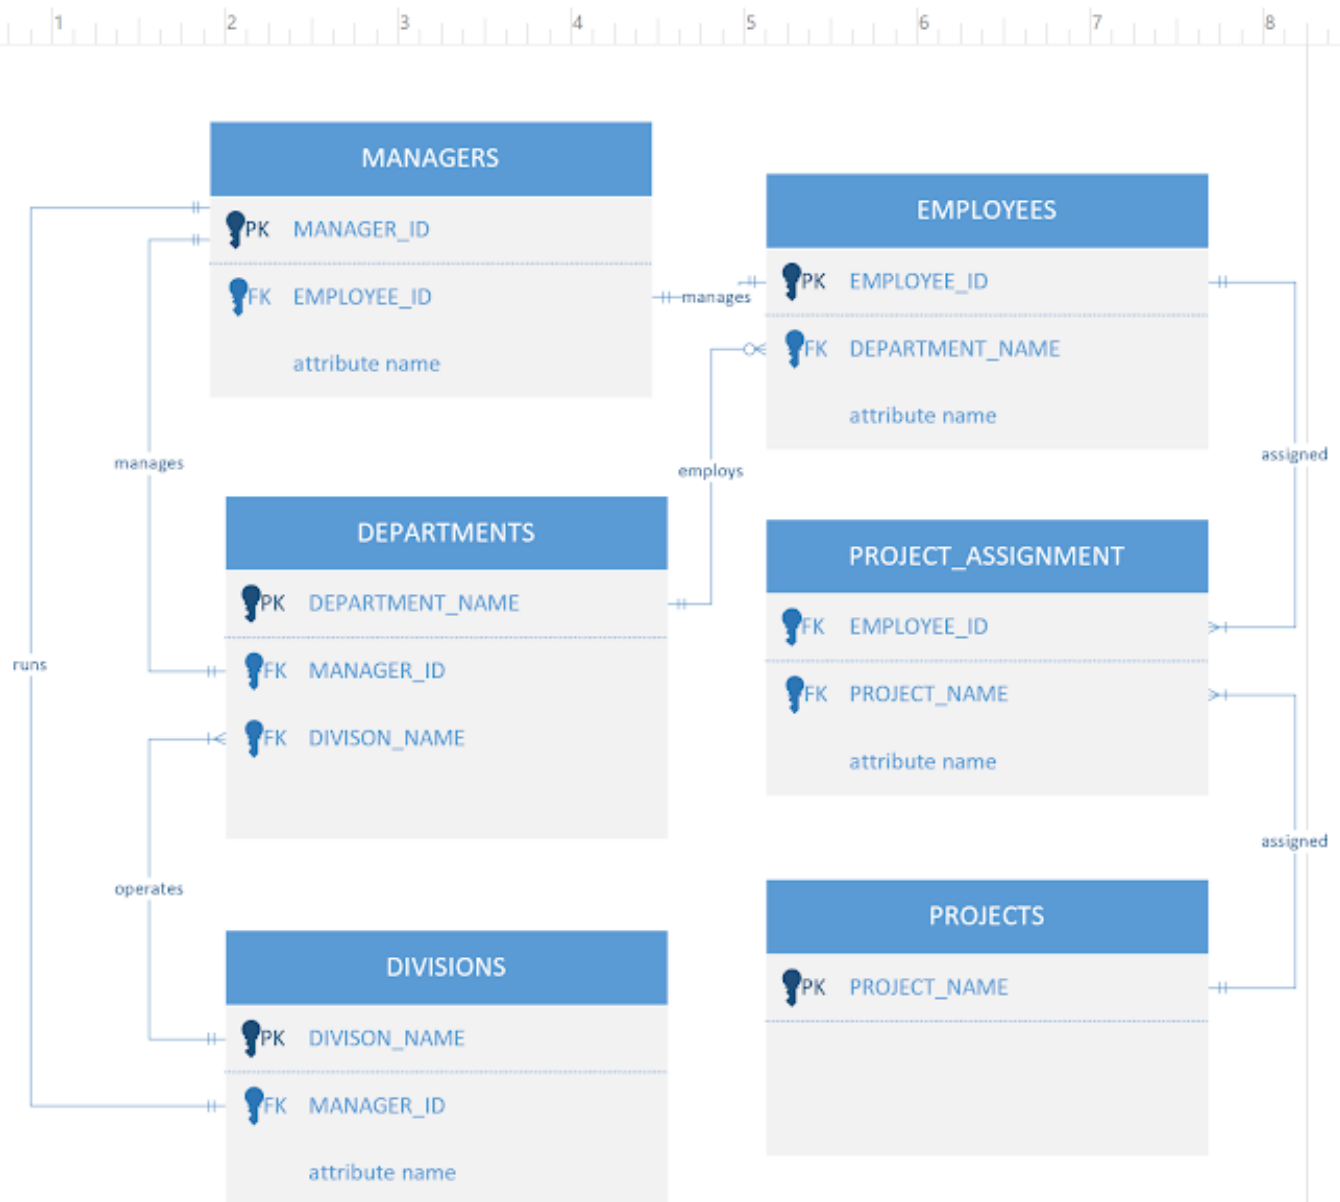 1 2 3 4 5 6 7 8
MANAGERS
PK MANAGER_ID
FK EMPLOYEE_ID
attribute name
EMPLOYEES
PK EMPLOYEE_ID
FK DEPARTMENT_NAME
attribute name
manages
manages
employs
assigned
runs
DEPARTMENTS
PK DEPARTMENT_NAME
FK MANAGER_ID
FK DIVISON_NAME
PROJECT_ASSIGNMENT
FK EMPLOYEE_ID
FK PROJECT_NAME
attribute name
operates
assigned
DIVISIONS
PK DIVISON_NAME
FK MANAGER_ID
attribute name
PROJECTS
PK PROJECT_NAME